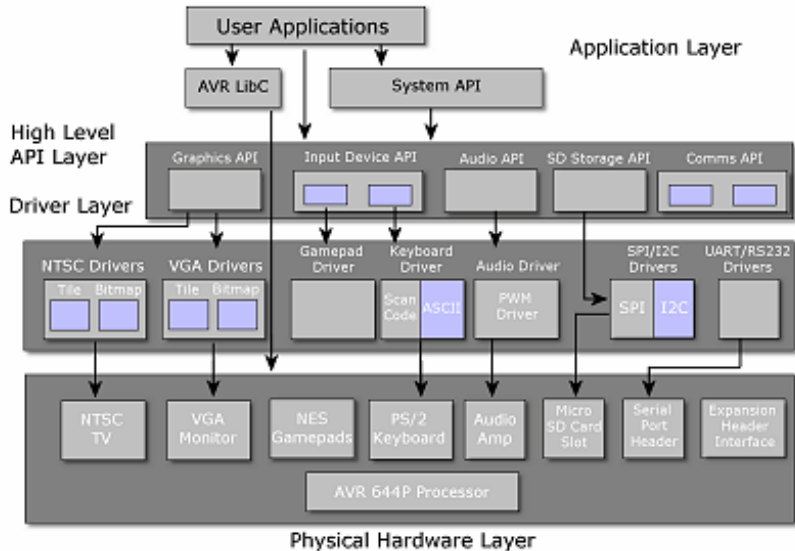 User Applications
Application Layer
AVR LibC
System API
High Level
API Layer
Graphics API
Input Device API
Audio API
SD Storage API
Comms API
Driver Layer
NTSC Drivers
VGA Drivers
Gamepad
Driver
Keyboard
Driver
Audio Driver
SPI/I2C
Drivers
UART/RS232
Drivers
Tile
Bitmap
Tile
Bitmap
Scan
Code
ASCII
PWM
Driver
SPI
I2C
NTSC
TV
VGA
Monitor
NES
Gamepads
PS/2
Keyboard
Audio
Amp
Micro
SD Card
Slot
Serial
Port
Header
Expansion
Header
Interface
AVR 644P Processor
Physical Hardware Layer